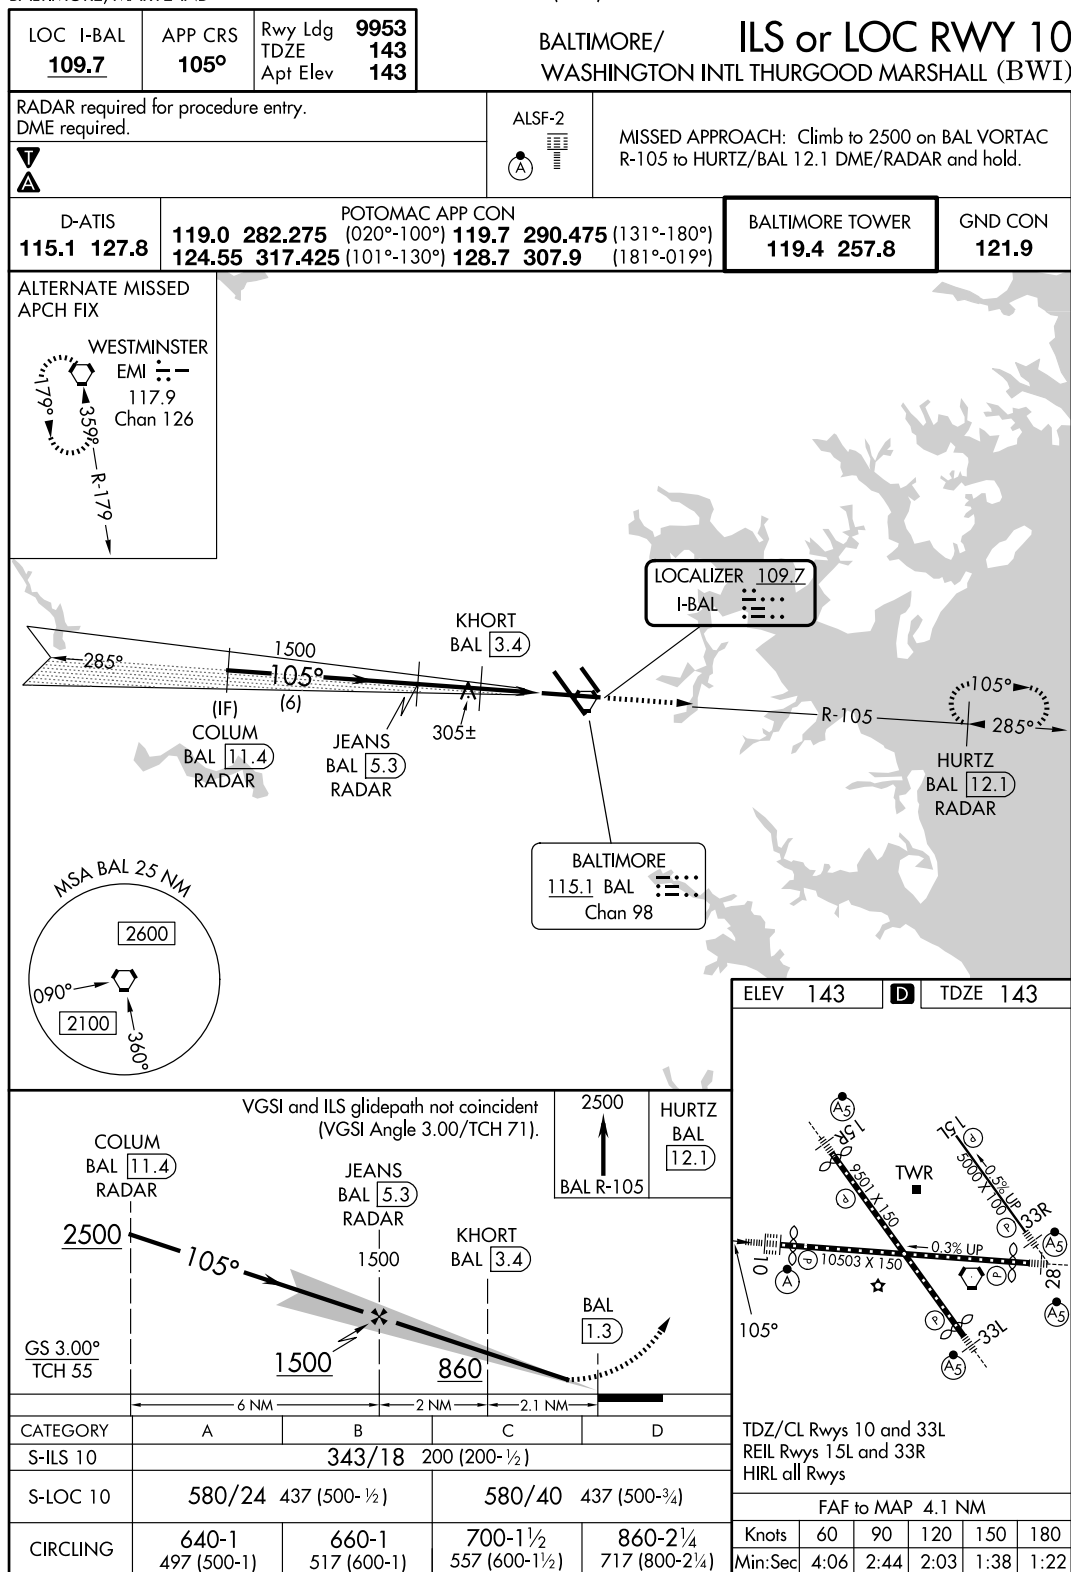 LOC I-BAL
109.7
APP CRS
105°
Rwy Ldg 9953
TDZE 143
Apt Elev 143
BALTIMORE/
WASHINGTON INTL THURGOOD MARSHALL (BWI)
ILS or LOC RWY 10
RADAR required for procedure entry.
DME required.
T
A
ALSF-2
A
MISSED APPROACH: Climb to 2500 on BAL VORTAC
R-105 to HURTZ/BAL 12.1 DME/RADAR and hold.
D-ATIS
115.1 127.8
POTOMAC APP CON
119.0 282.275 (020°-100°) 119.7 290.475 (131°-180°)
124.55 317.425 (101°-130°) 128.7 307.9 (181°-019°)
BALTIMORE TOWER
119.4 257.8
GND CON
121.9
ALTERNATE MISSED
APCH FIX
WESTMINSTER
EMI
117.9
Chan 126
179°
359°
R-179
LOCALIZER 109.7
I-BAL
KHORT
BAL 3.4
285°
1500
105°
(6)
(IF)
COLUM
BAL 11.4
RADAR
JEANS
BAL 5.3
RADAR
305±
R-105
105°
285°
HURTZ
BAL 12.1
RADAR
BALTIMORE
115.1 BAL
Chan 98
MSA BAL 25 NM
2600
090°
2100
360°
ELEV 143 D TDZE 143
A5
15R
15L
P
0.5% UP
5000 X 100
9501 X 150
TWR
P
P
33R
A5
0.3% UP
10
P
10503 X 150
P
28
A
105°
P
33L
A5
A5
TDZ/CL Rwys 10 and 33L
REIL Rwys 15L and 33R
HIRL all Rwys
FAF to MAP 4.1 NM
Knots 60 90 120 150 180
Min:Sec 4:06 2:44 2:03 1:38 1:22
VGSI and ILS glidepath not coincident
(VGSI Angle 3.00/TCH 71).
2500
BAL R-105
HURTZ
BAL
12.1
COLUM
BAL 11.4
RADAR
2500
105°
JEANS
BAL 5.3
RADAR
1500
KHORT
BAL 3.4
BAL
1.3
GS 3.00°
TCH 55
1500
860
6 NM
2 NM
2.1 NM
CATEGORY A B C D
S-ILS 10 343/18 200 (200-½)
S-LOC 10 580/24 437 (500-½) 580/40 437 (500-¾)
CIRCLING
640-1
497 (500-1)
660-1
517 (600-1)
700-1½
557 (600-1½)
860-2¼
717 (800-2¼)